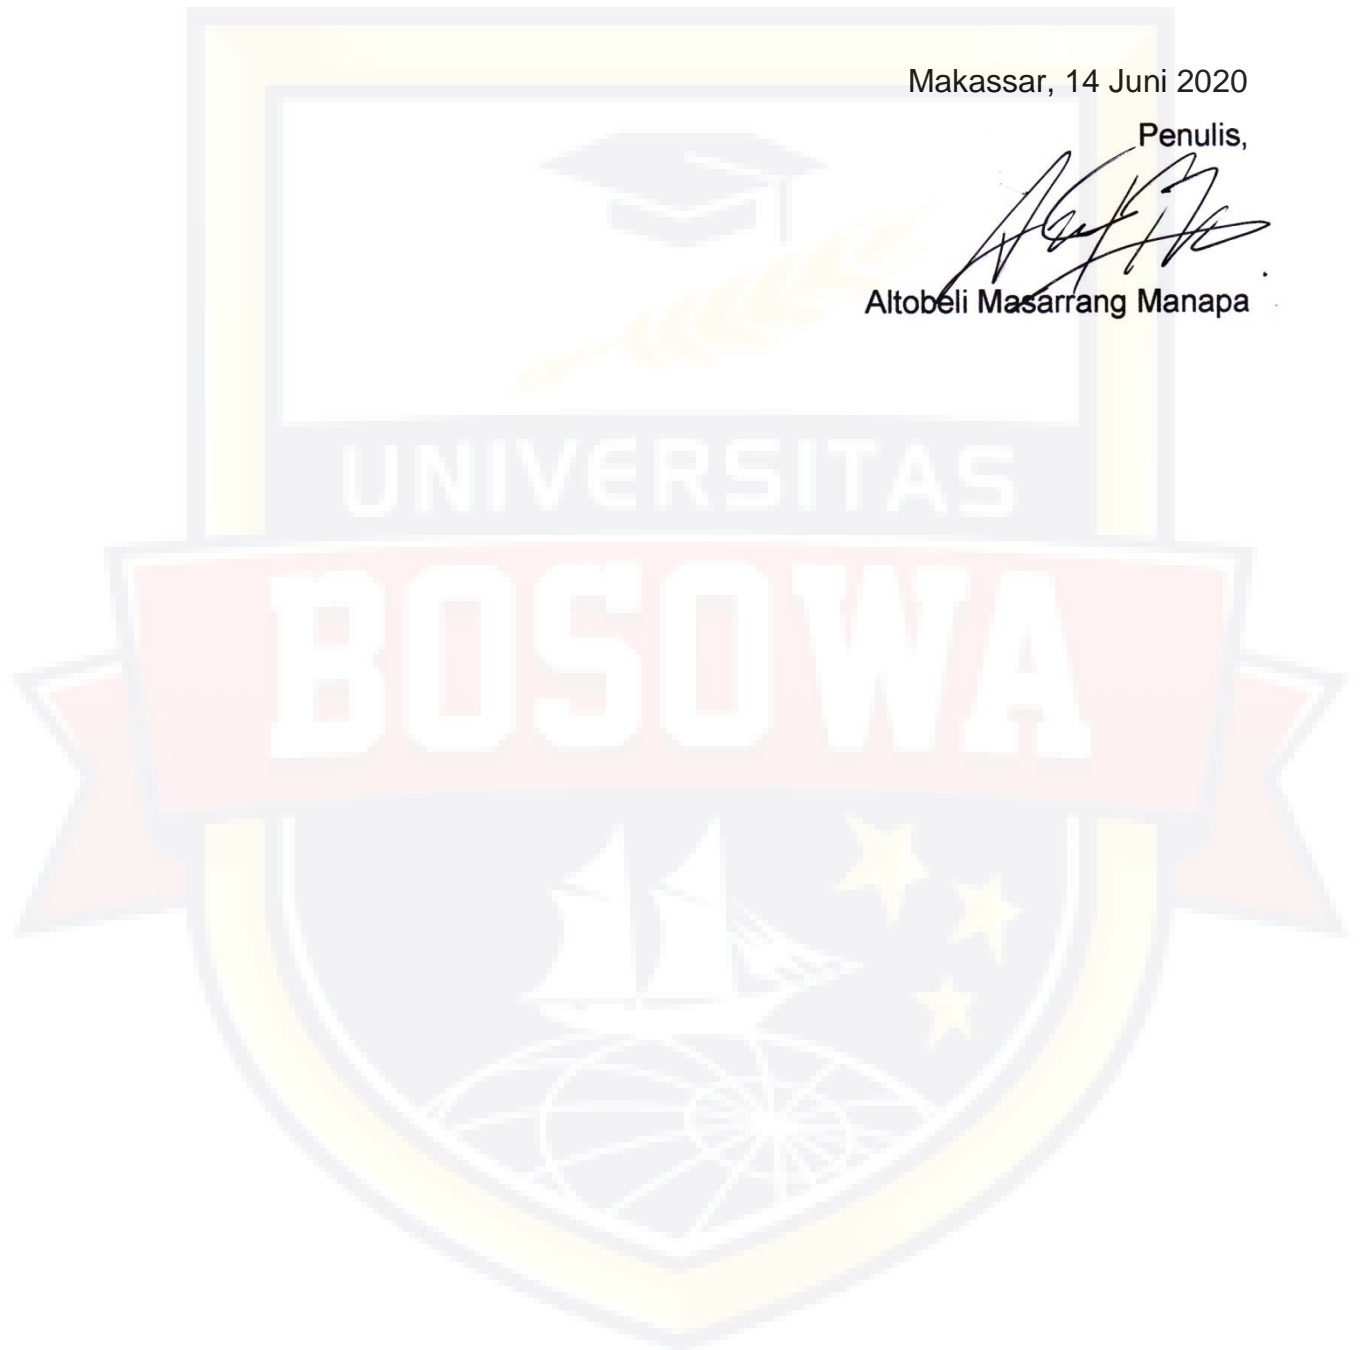 Makassar, 14 Juni 2020
Penulis,
Altobeli Masarrang Manapa
UNIVERSITAS
BOSOWA